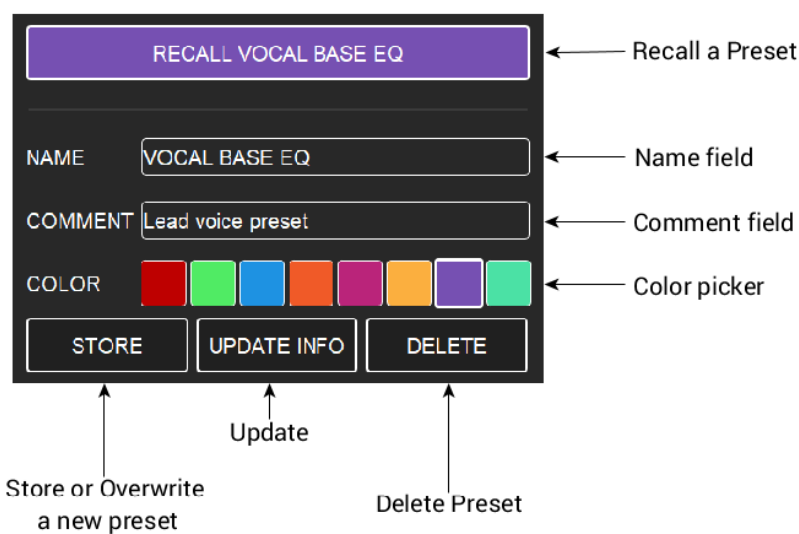 RECALL VOCAL BASE EQ
Recall a Preset
NAME
VOCAL BASE EQ
Name field
COMMENT
Lead voice preset
Comment field
COLOR
Color picker
STORE
UPDATE INFO
DELETE
Update
Store or Overwrite
a new preset
Delete Preset